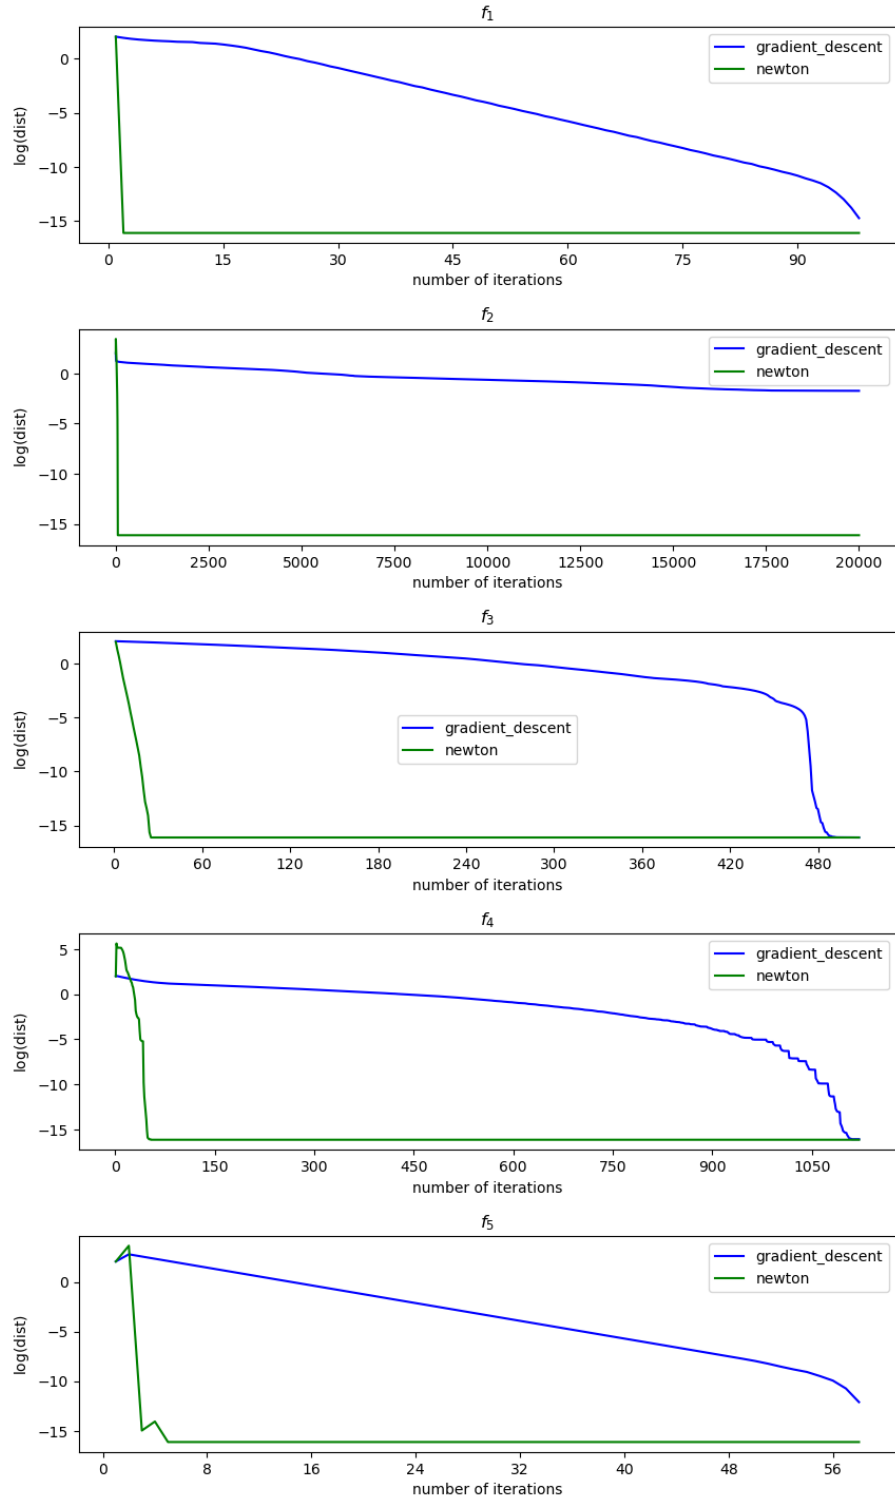 f1
gradient_descent
newton
0
−5
−10
−15
log(dist)
0 15 30 45 60 75 90
number of iterations
f2
gradient_descent
newton
0
−5
−10
−15
log(dist)
0 2500 5000 7500 10000 12500 15000 17500 20000
number of iterations
f3
gradient_descent
newton
0
−5
−10
−15
log(dist)
0 60 120 180 240 300 360 420 480
number of iterations
f4
gradient_descent
newton
5
0
−5
−10
−15
log(dist)
0 150 300 450 600 750 900 1050
number of iterations
f5
gradient_descent
newton
0
−5
−10
−15
log(dist)
0 8 16 24 32 40 48 56
number of iterations